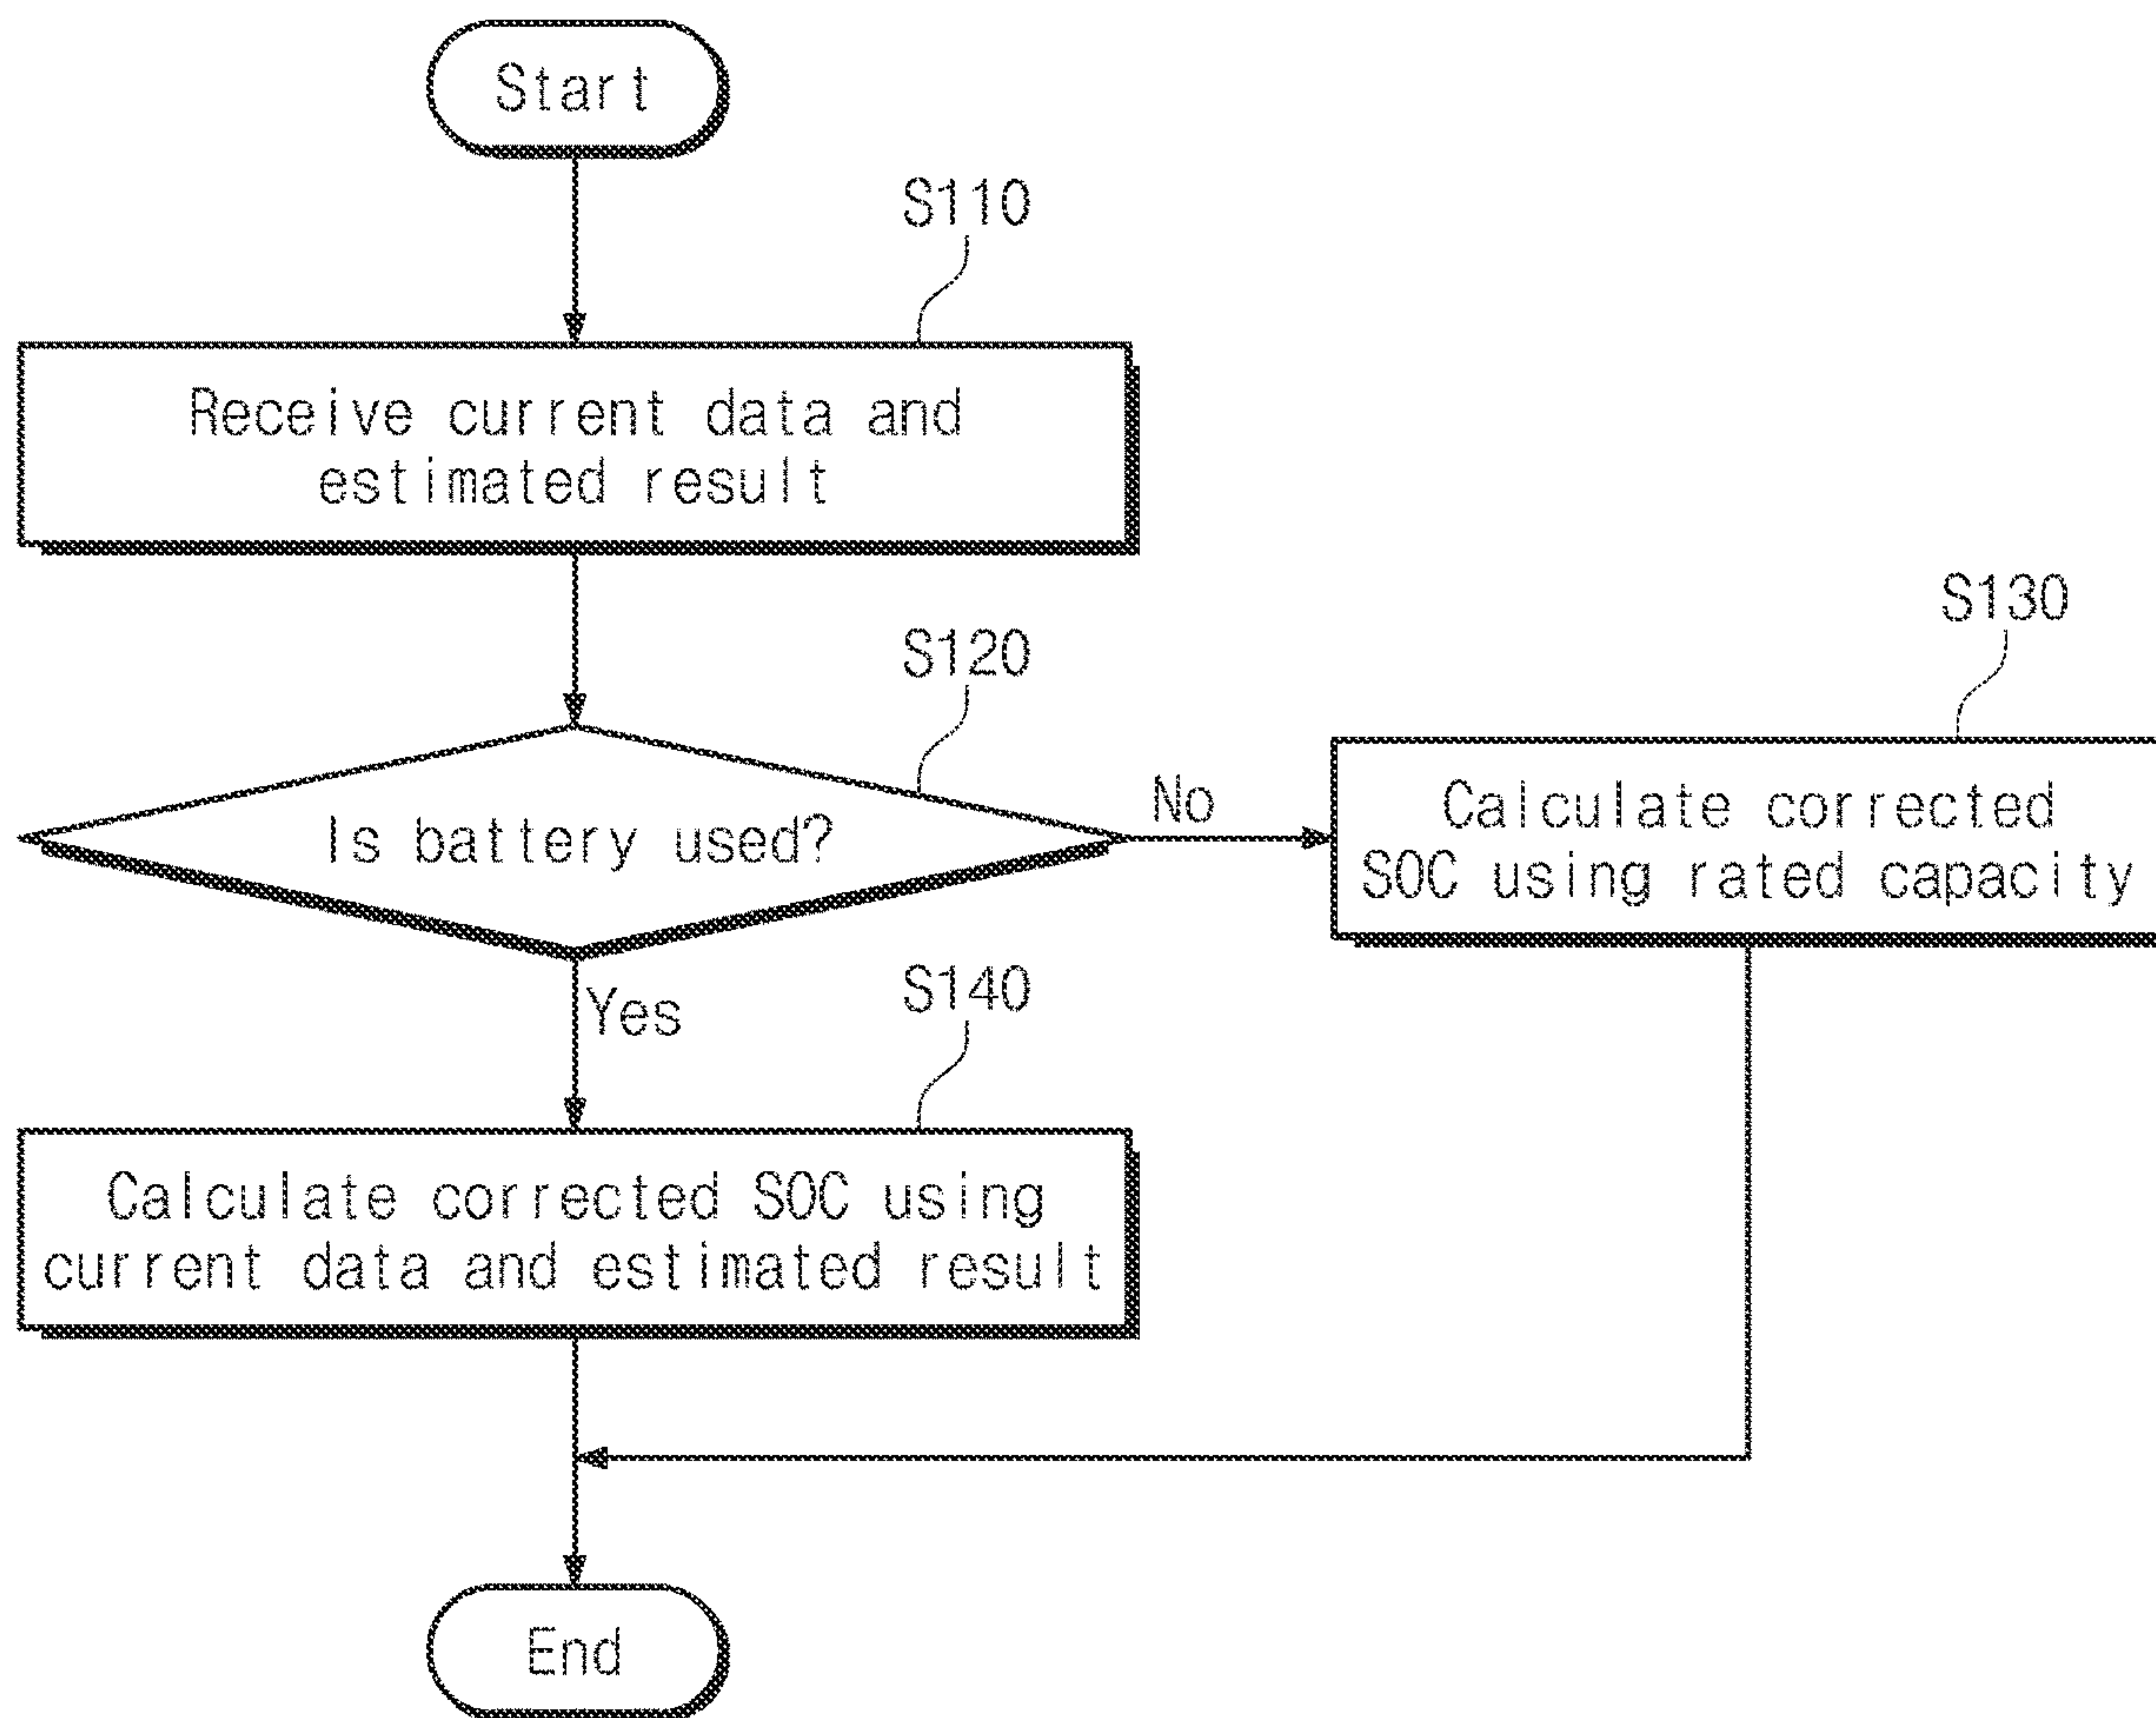 Start
S110
Receive current data and
estimated result
S120
Is battery used?
No
S130
Calculate corrected
SOC using rated capacity
Yes
S140
Calculate corrected SOC using
current data and estimated result
End